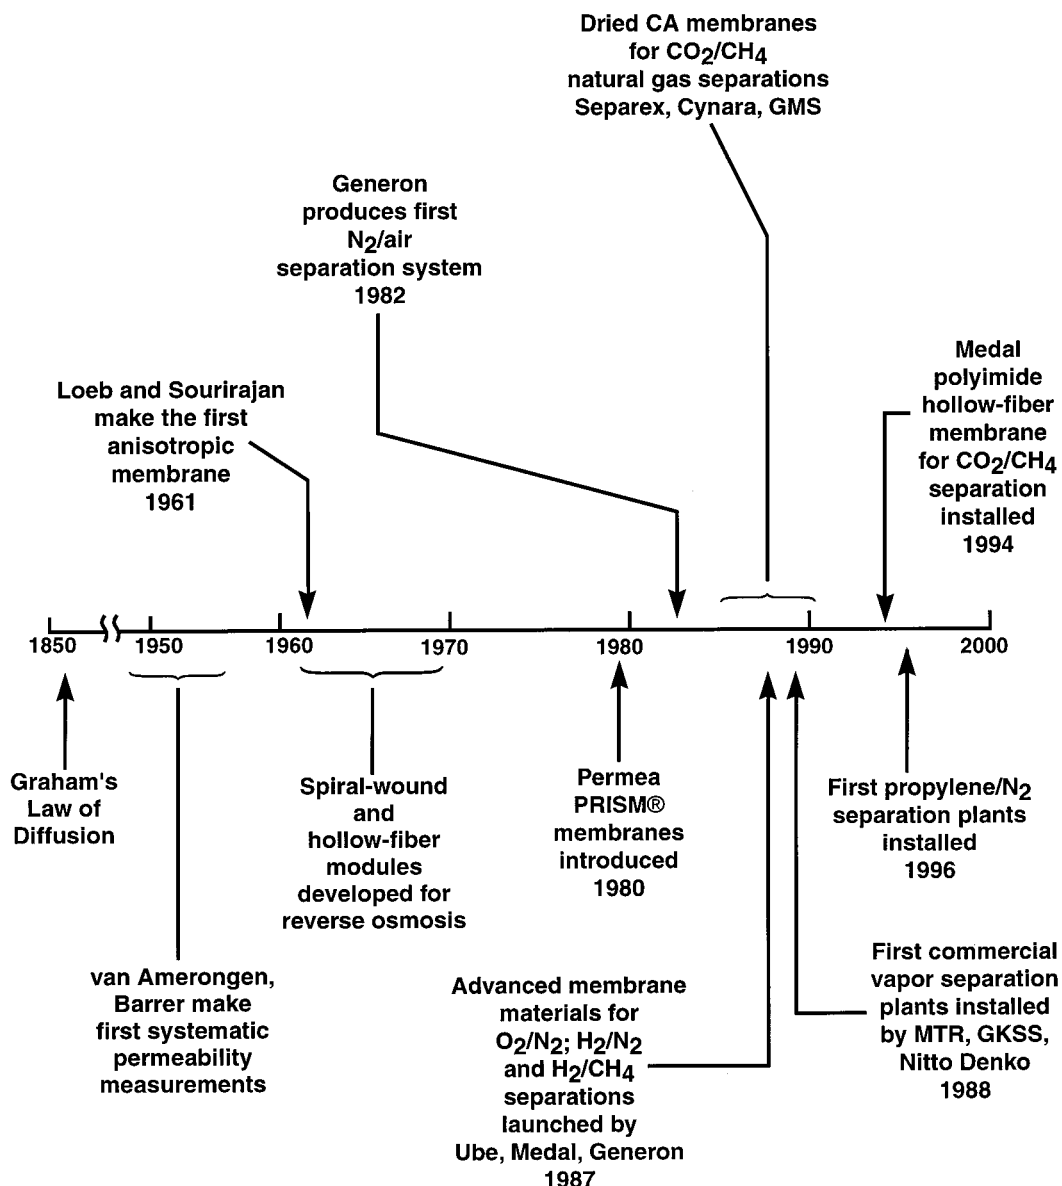 Dried CA membranes
for CO2/CH4
natural gas separations
Separex, Cynara, GMS
Generon
produces first
N2/air
separation system
1982
Loeb and Sourirajan
make the first
anisotropic
membrane
1961
Medal
polyimide
hollow-fiber
membrane
for CO2/CH4
separation
installed
1994
1850 1950 1960 1970 1980 1990 2000
Graham's
Law of
Diffusion
van Amerongen,
Barrer make
first systematic
permeability
measurements
Spiral-wound
and
hollow-fiber
modules
developed for
reverse osmosis
Permea
PRISM®
membranes
introduced
1980
Advanced membrane
materials for
O2/N2; H2/N2
and H2/CH4
separations
launched by
Ube, Medal, Generon
1987
First propylene/N2
separation plants
installed
1996
First commercial
vapor separation
plants installed
by MTR, GKSS,
Nitto Denko
1988